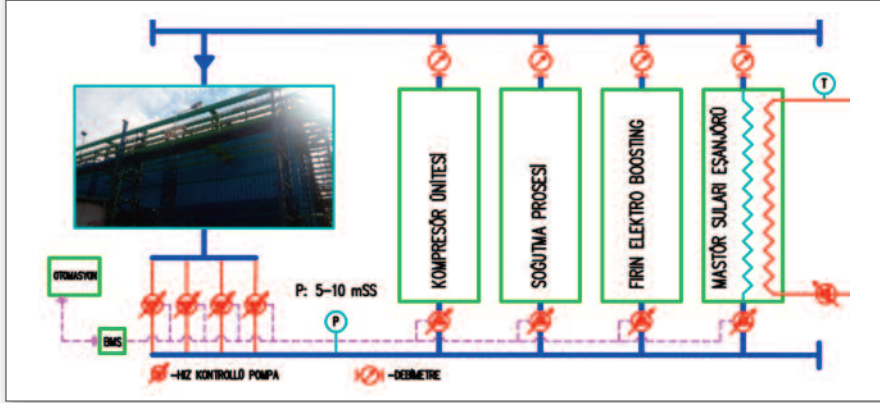 T
KOMPRESÖR ÜNİTESİ
SOĞUTMA PROSESİ
FIRIN ELEKTRO BOOSTING
MASTÖR SULARI EŞANJÖRÜ
OTOMASYON
P: 5-10 mSS
BMS
P
-HIZ KONTROLLÜ POMPA
-DEBİMETRE